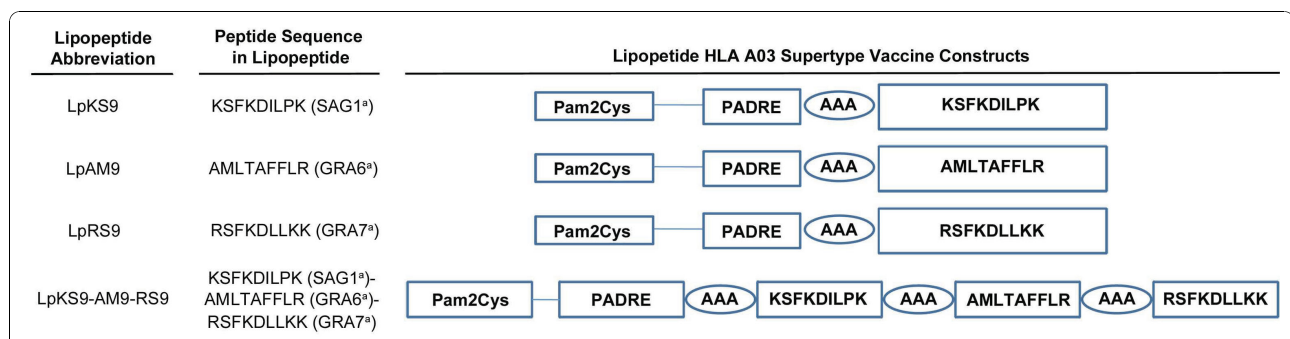 Lipopeptide Abbreviation
Peptide Sequence in Lipopeptide
Lipopetide HLA A03 Supertype Vaccine Constructs
LpKS9 KSFKDILPK (SAG1ª) Pam2Cys PADRE AAA KSFKDILPK
LpAM9 AMLTAFFLR (GRA6ª) Pam2Cys PADRE AAA AMLTAFFLR
LpRS9 RSFKDLLKK (GRA7ª) Pam2Cys PADRE AAA RSFKDLLKK
LpKS9-AM9-RS9
KSFKDILPK (SAG1ª)-
AMLTAFFLR (GRA6ª)-
RSFKDLLKK (GRA7ª)
Pam2Cys PADRE AAA KSFKDILPK AAA AMLTAFFLR AAA RSFKDLLKK